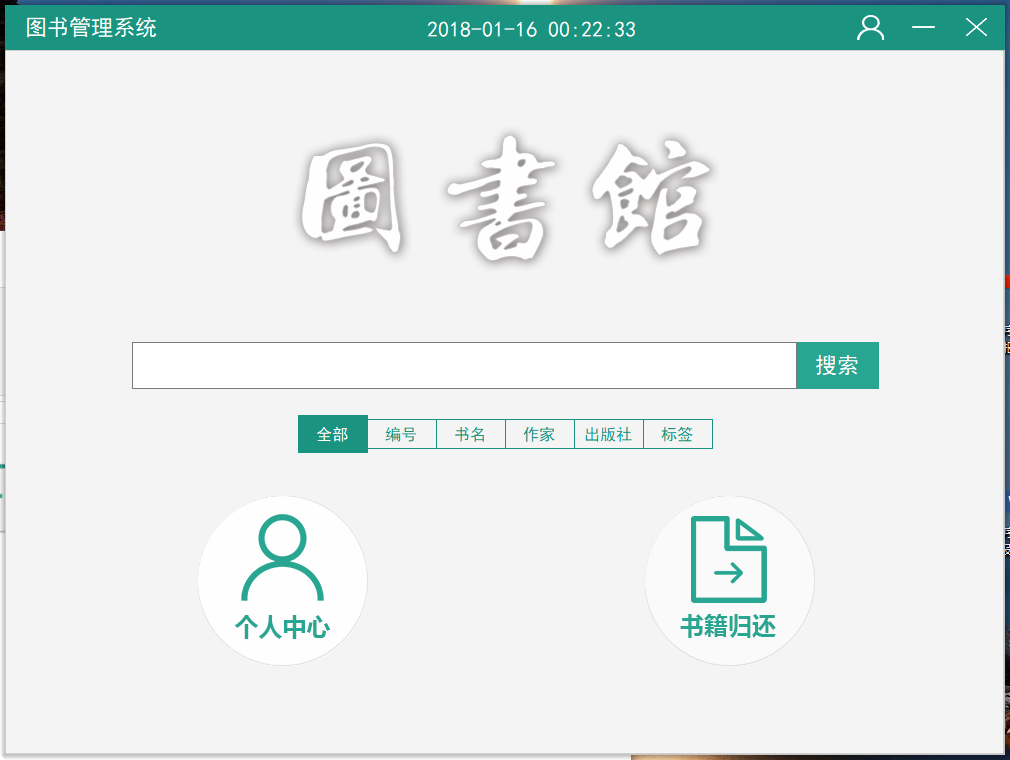 图书管理系统
2018-01-16 00:22:33
圖書館
搜索
全部 编号 书名 作家 出版社 标签
个人中心
书籍归还